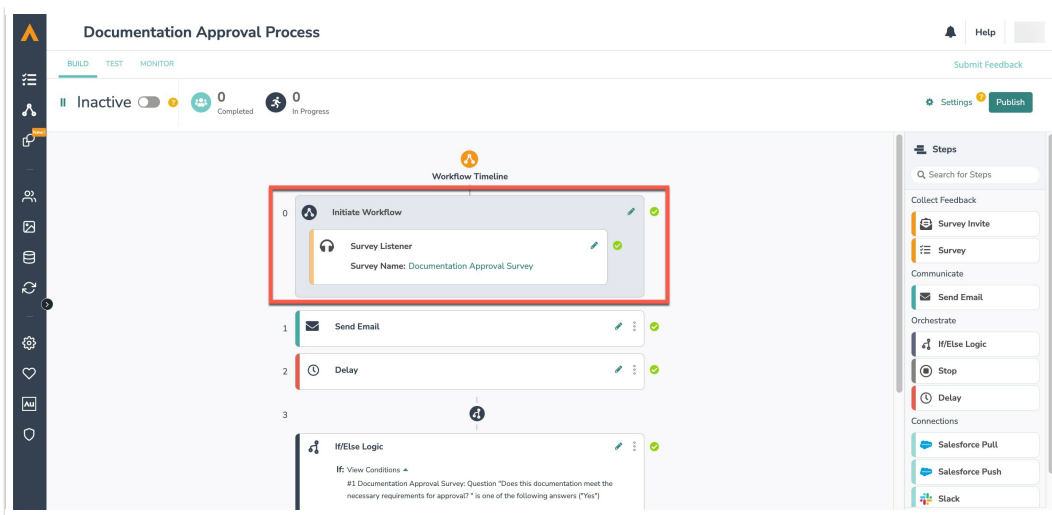 Documentation Approval Process
Help
BUILD TEST MONITOR
Submit Feedback
Inactive ?
0 Completed
0 In Progress
Settings ? Publish
New!
Workflow Timeline
0 Initiate Workflow
Survey Listener
Survey Name: Documentation Approval Survey
1 Send Email
2 Delay
3
If/Else Logic
If: View Conditions
#1 Documentation Approval Survey: Question "Does this documentation meet the
necessary requirements for approval? " is one of the following answers ("Yes")
Steps
Search for Steps
Collect Feedback
Survey Invite
Survey
Communicate
Send Email
Orchestrate
If/Else Logic
Stop
Delay
Connections
Salesforce Pull
Salesforce Push
Slack
Au